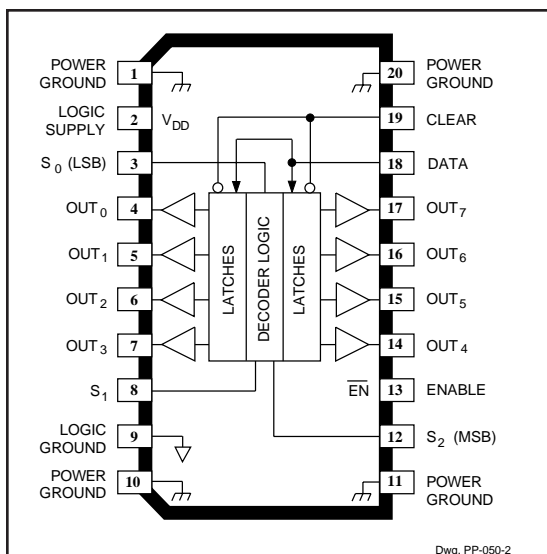 POWER
GROUND
1
20
POWER
GROUND
LOGIC
SUPPLY
2
V_DD
19
CLEAR
S_0 (LSB)
3
18
DATA
OUT_0
4
17
OUT_7
OUT_1
5
16
OUT_6
OUT_2
6
15
OUT_5
OUT_3
7
14
OUT_4
LATCHES
DECODER LOGIC
LATCHES
S_1
8
EN
13
ENABLE
LOGIC
GROUND
9
12
S_2 (MSB)
POWER
GROUND
10
11
POWER
GROUND
Dwg. PP-050-2